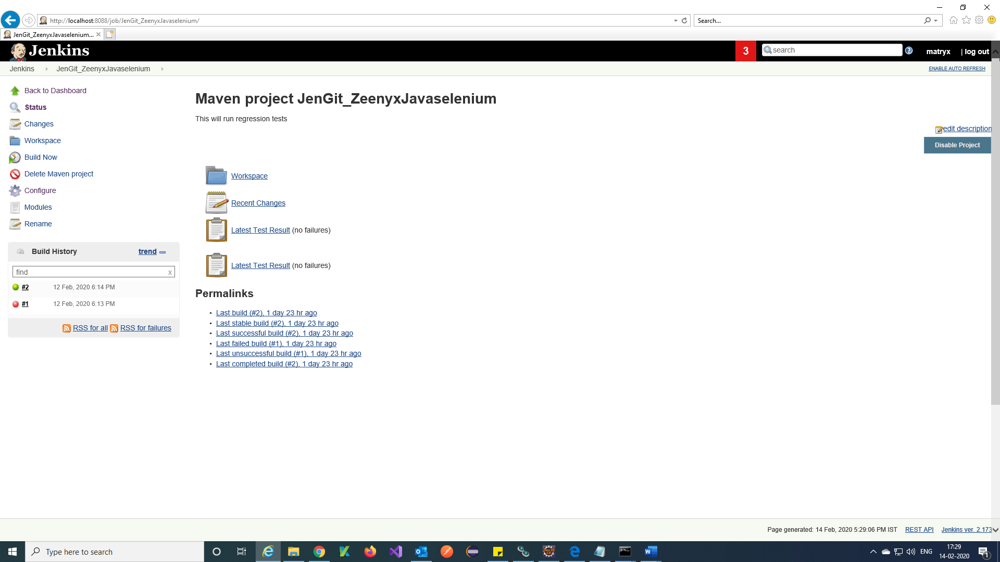 http://localhost:8088/job/JenGit_ZeenyxJavaselenium/
Search...
JenGit_ZeenyxJavaselenium...
Jenkins
3
search
matryx
| log out
Jenkins
JenGit_ZeenyxJavaselenium
ENABLE AUTO REFRESH
Back to Dashboard
Status
Changes
Workspace
Build Now
Delete Maven project
Configure
Modules
Rename
Build History
trend
find
x
#2 12 Feb, 2020 6:14 PM
#1 12 Feb, 2020 6:13 PM
RSS for all RSS for failures
Maven project JenGit_ZeenyxJavaselenium
This will run regression tests
edit description
Disable Project
Workspace
Recent Changes
Latest Test Result (no failures)
Latest Test Result (no failures)
Permalinks
• Last build (#2), 1 day 23 hr ago
• Last stable build (#2), 1 day 23 hr ago
• Last successful build (#2), 1 day 23 hr ago
• Last failed build (#1), 1 day 23 hr ago
• Last unsuccessful build (#1), 1 day 23 hr ago
• Last completed build (#2), 1 day 23 hr ago
Page generated: 14 Feb, 2020 5:29:06 PM IST REST API Jenkins ver. 2.173
Type here to search
ENG
17:29
14-02-2020
1